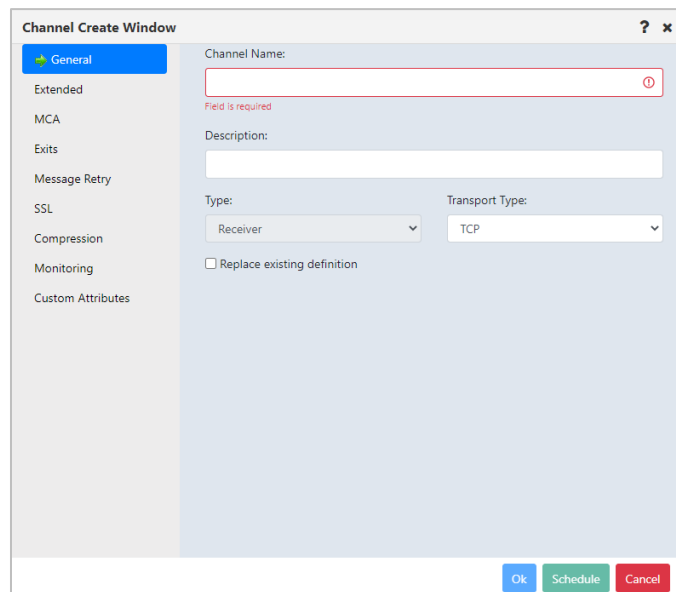 Channel Create Window ? ×
General
Extended
MCA
Exits
Message Retry
SSL
Compression
Monitoring
Custom Attributes
Channel Name:
Field is required
Description:
Type: Transport Type:
Receiver TCP
Replace existing definition
Ok Schedule Cancel